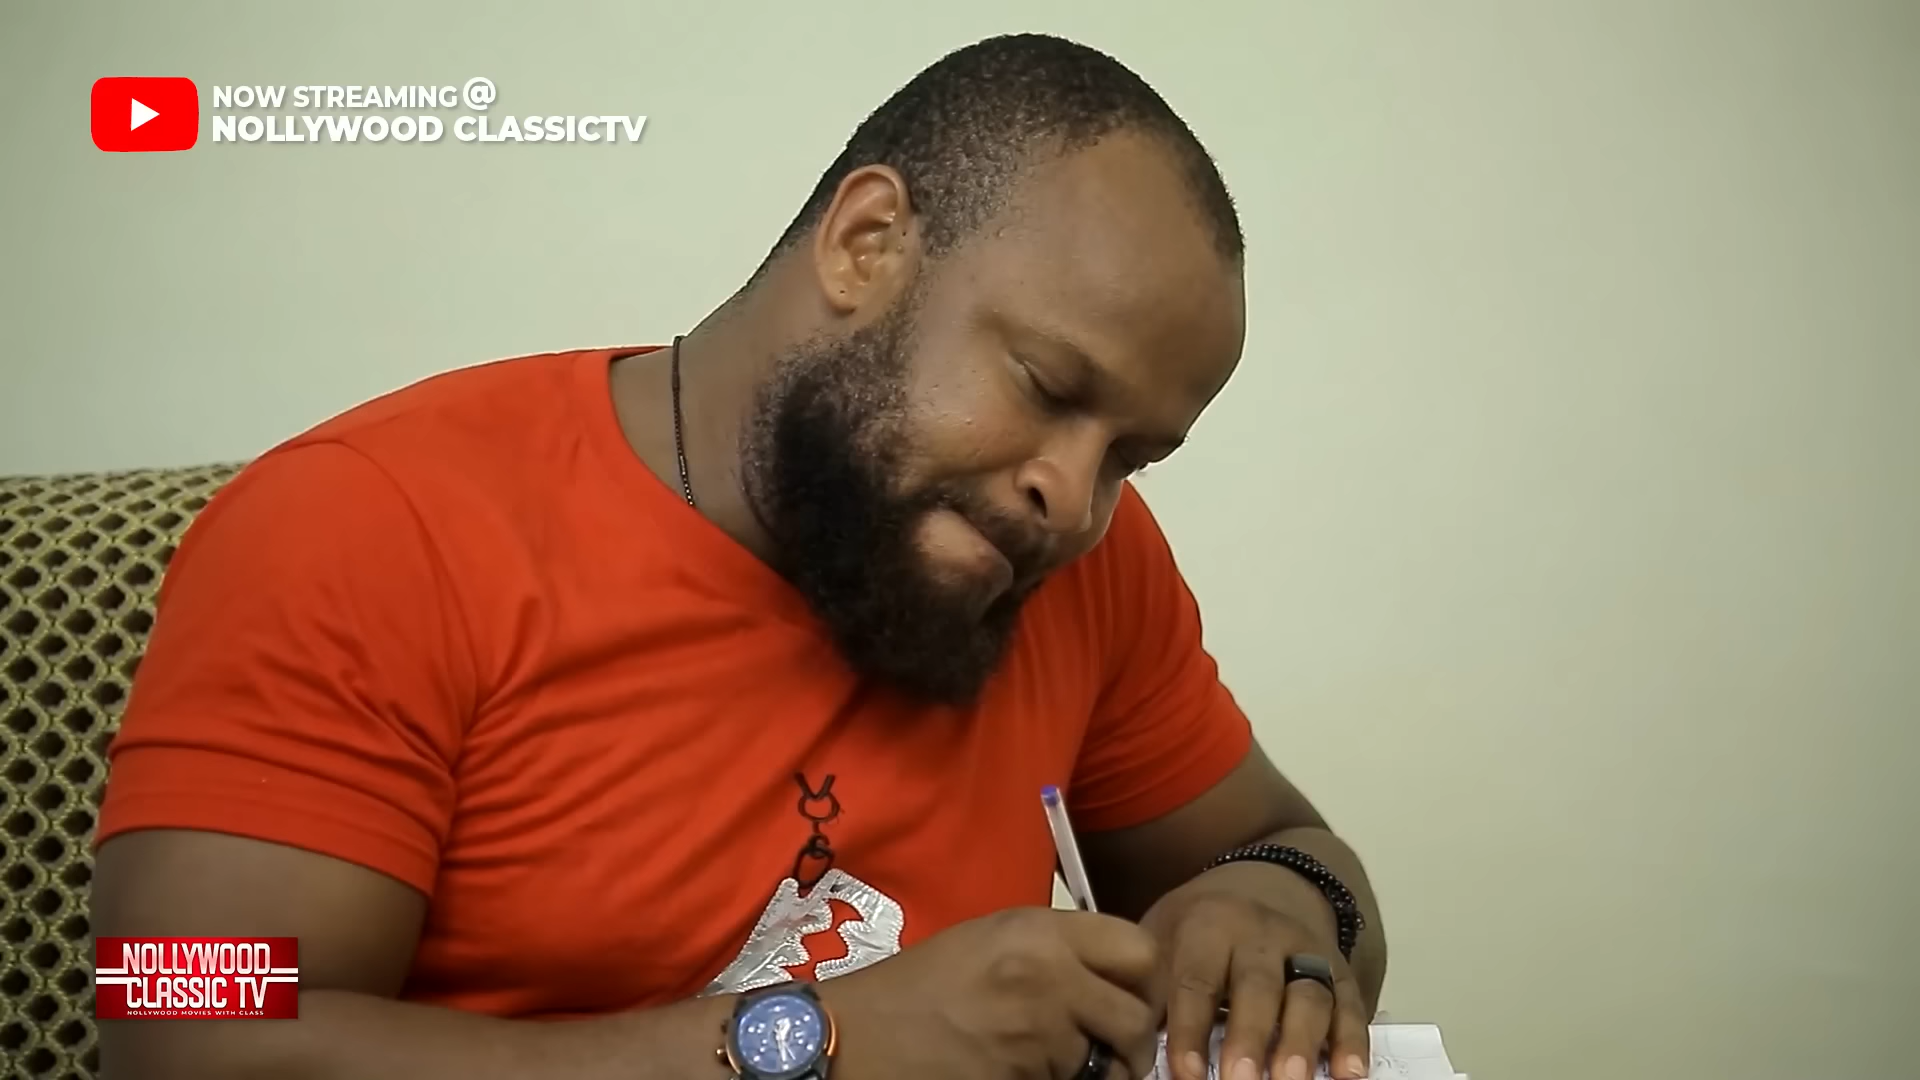 NOW STREAMING @
NOLLYWOOD CLASSICTV
NOLLYWOOD
CLASSIC TV
NOLLYWOOD MOVIES WITH CLASS